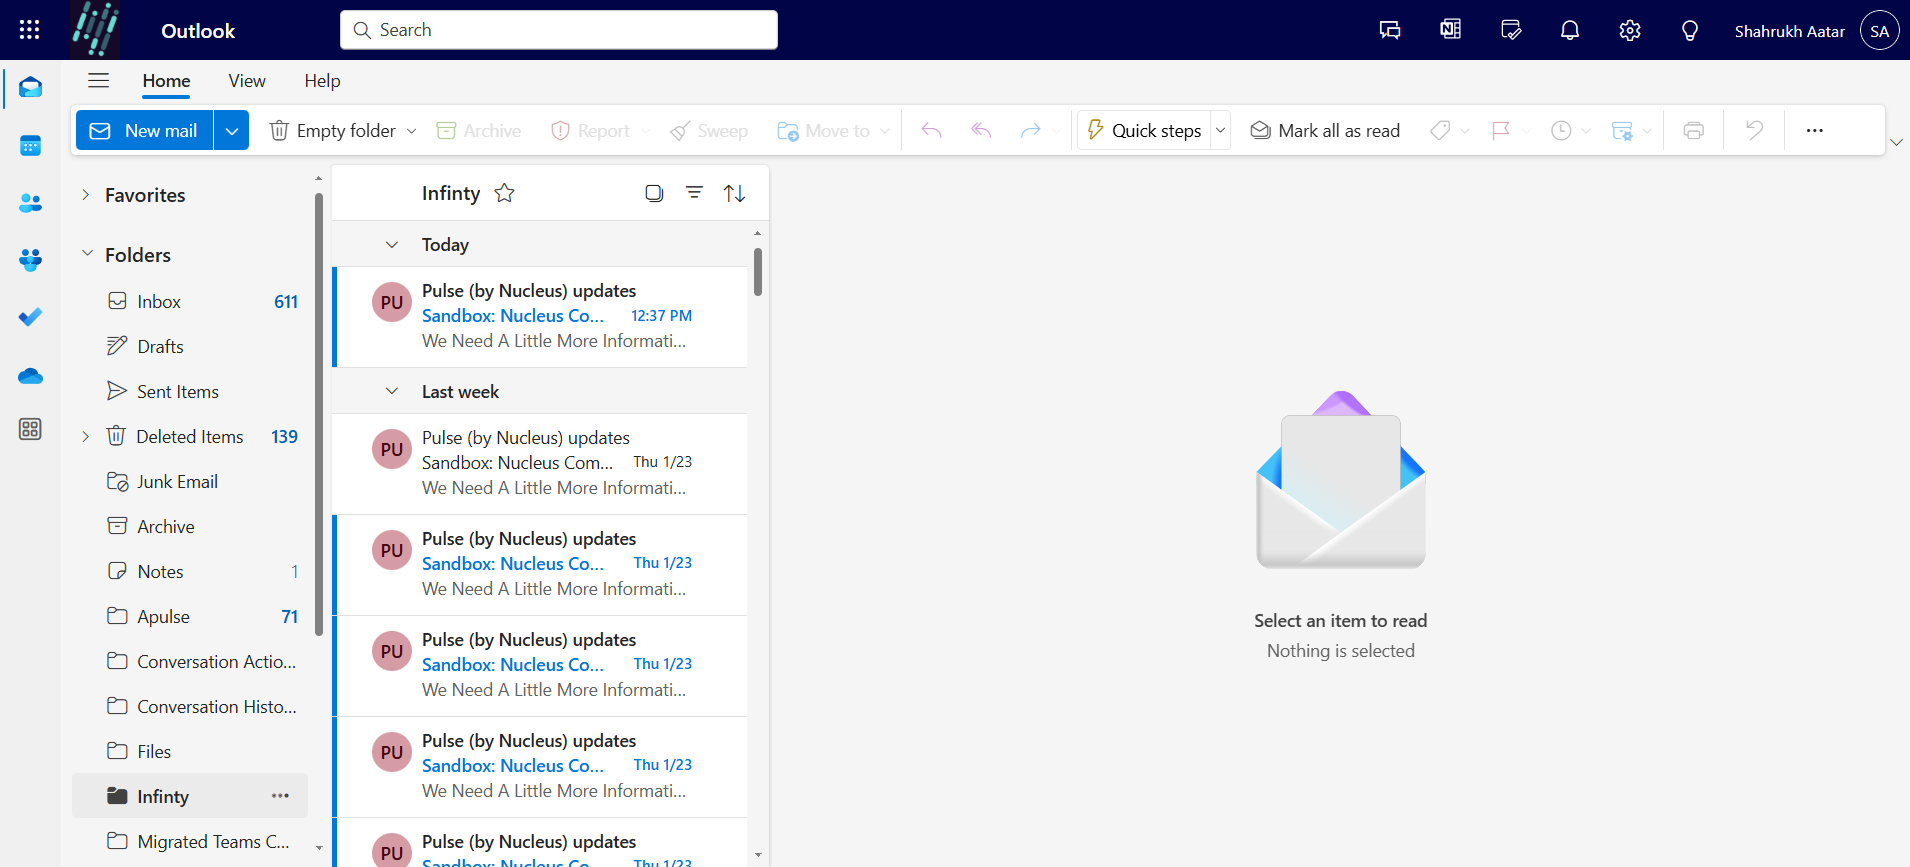 Outlook
Search
Shahrukh Aatar
SA
Home
View
Help
New mail
Empty folder
Archive
Report
Sweep
Move to
Quick steps
Mark all as read
Favorites
Folders
Inbox 611
Drafts
Sent Items
Deleted Items 139
Junk Email
Archive
Notes 1
Apulse 71
Conversation Actio...
Conversation Histo...
Files
Infinty
Migrated Teams C...
Infinty
Today
PU
Pulse (by Nucleus) updates
Sandbox: Nucleus Co... 12:37 PM
We Need A Little More Informati...
Last week
PU
Pulse (by Nucleus) updates
Sandbox: Nucleus Com... Thu 1/23
We Need A Little More Informati...
PU
Pulse (by Nucleus) updates
Sandbox: Nucleus Co... Thu 1/23
We Need A Little More Informati...
PU
Pulse (by Nucleus) updates
Sandbox: Nucleus Co... Thu 1/23
We Need A Little More Informati...
PU
Pulse (by Nucleus) updates
Sandbox: Nucleus Co... Thu 1/23
We Need A Little More Informati...
PU
Pulse (by Nucleus) updates
Sandbox: Nucleus Co... Thu 1/23
Select an item to read
Nothing is selected